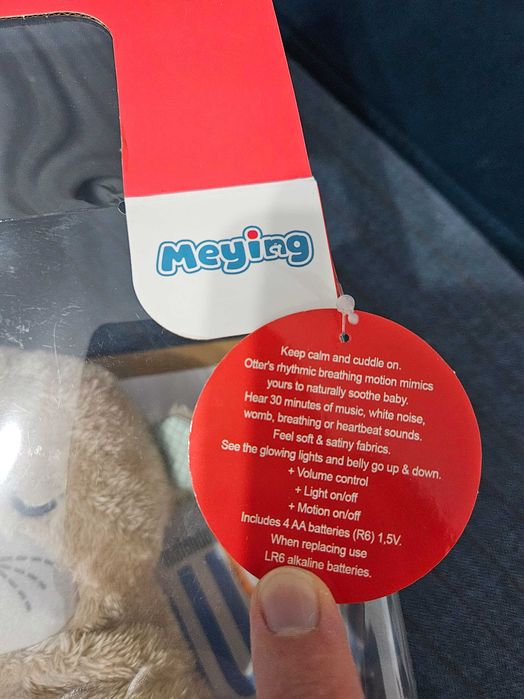 Meying
Keep calm and cuddle on.
Otter's rhythmic breathing motion mimics
yours to naturally soothe baby.
Hear 30 minutes of music, white noise,
womb, breathing or heartbeat sounds.
Feel soft & satiny fabrics.
See the glowing lights and belly go up & down.
+ Volume control
+ Light on/off
+ Motion on/off
Includes 4 AA batteries (R6) 1,5V.
When replacing use
LR6 alkaline batteries.